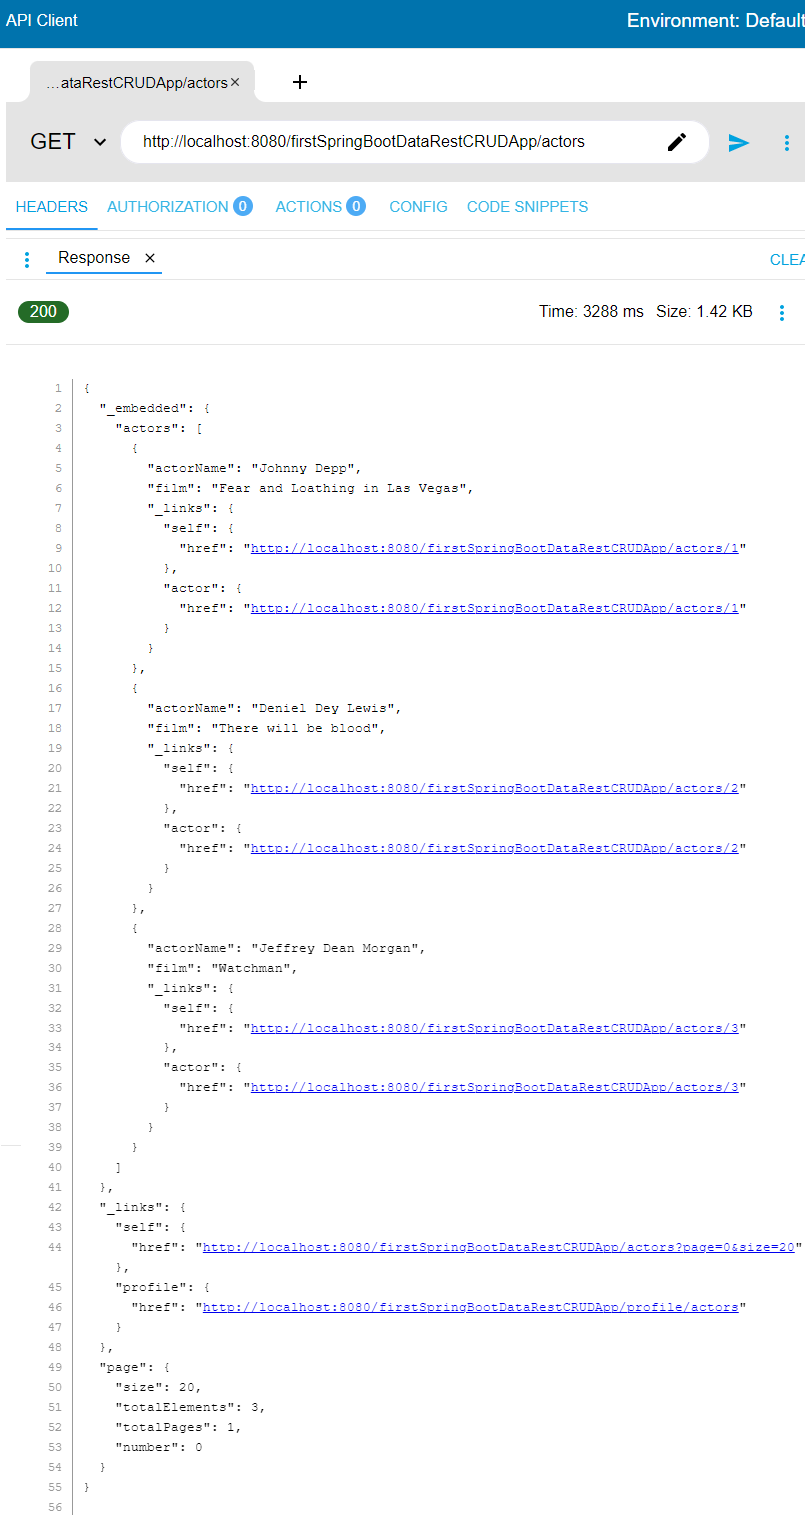 API Client Environment: Default
...ataRestCRUDApp/actors × +
GET http://localhost:8080/firstSpringBootDataRestCRUDApp/actors
HEADERS AUTHORIZATION 0 ACTIONS 0 CONFIG CODE SNIPPETS
Response × CLEA
200 Time: 3288 ms Size: 1.42 KB
1 {
2 "_embedded": {
3 "actors": [
4 {
5 "actorName": "Johnny Depp",
6 "film": "Fear and Loathing in Las Vegas",
7 "_links": {
8 "self": {
9 "href": "http://localhost:8080/firstSpringBootDataRestCRUDApp/actors/1"
10 },
11 "actor": {
12 "href": "http://localhost:8080/firstSpringBootDataRestCRUDApp/actors/1"
13 }
14 }
15 },
16 {
17 "actorName": "Deniel Dey Lewis",
18 "film": "There will be blood",
19 "_links": {
20 "self": {
21 "href": "http://localhost:8080/firstSpringBootDataRestCRUDApp/actors/2"
22 },
23 "actor": {
24 "href": "http://localhost:8080/firstSpringBootDataRestCRUDApp/actors/2"
25 }
26 }
27 },
28 {
29 "actorName": "Jeffrey Dean Morgan",
30 "film": "Watchman",
31 "_links": {
32 "self": {
33 "href": "http://localhost:8080/firstSpringBootDataRestCRUDApp/actors/3"
34 },
35 "actor": {
36 "href": "http://localhost:8080/firstSpringBootDataRestCRUDApp/actors/3"
37 }
38 }
39 }
40 ]
41 },
42 "_links": {
43 "self": {
44 "href": "http://localhost:8080/firstSpringBootDataRestCRUDApp/actors?page=0&size=20"
},
45 "profile": {
46 "href": "http://localhost:8080/firstSpringBootDataRestCRUDApp/profile/actors"
47 }
48 },
49 "page": {
50 "size": 20,
51 "totalElements": 3,
52 "totalPages": 1,
53 "number": 0
54 }
55 }
56